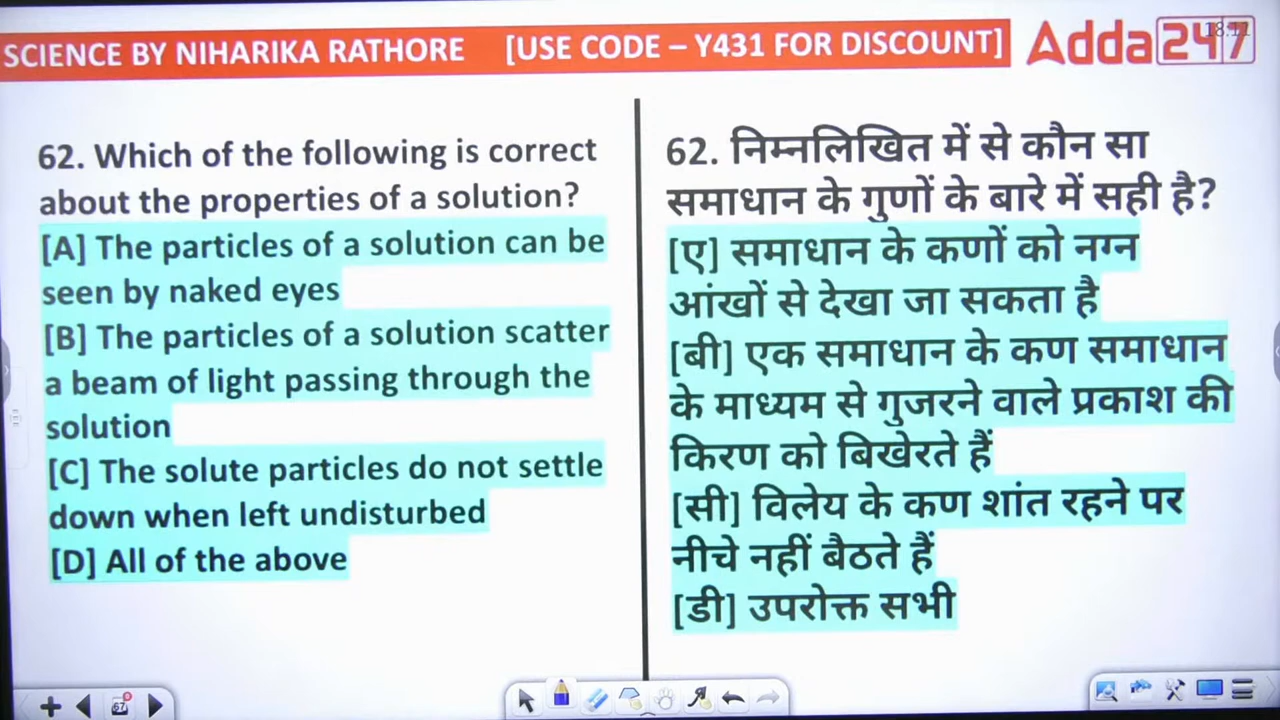 SCIENCE BY NIHARIKA RATHORE [USE CODE – Y431 FOR DISCOUNT]
Adda247
18:11
62. Which of the following is correct
about the properties of a solution?
[A] The particles of a solution can be
seen by naked eyes
[B] The particles of a solution scatter
a beam of light passing through the
solution
[C] The solute particles do not settle
down when left undisturbed
[D] All of the above
62. निम्नलिखित में से कौन सा
समाधान के गुणों के बारे में सही है?
[ए] समाधान के कणों को नग्न
आंखों से देखा जा सकता है
[बी] एक समाधान के कण समाधान
के माध्यम से गुजरने वाले प्रकाश की
किरण को बिखेरते हैं
[सी] विलेय के कण शांत रहने पर
नीचे नहीं बैठते हैं
[डी] उपरोक्त सभी
67